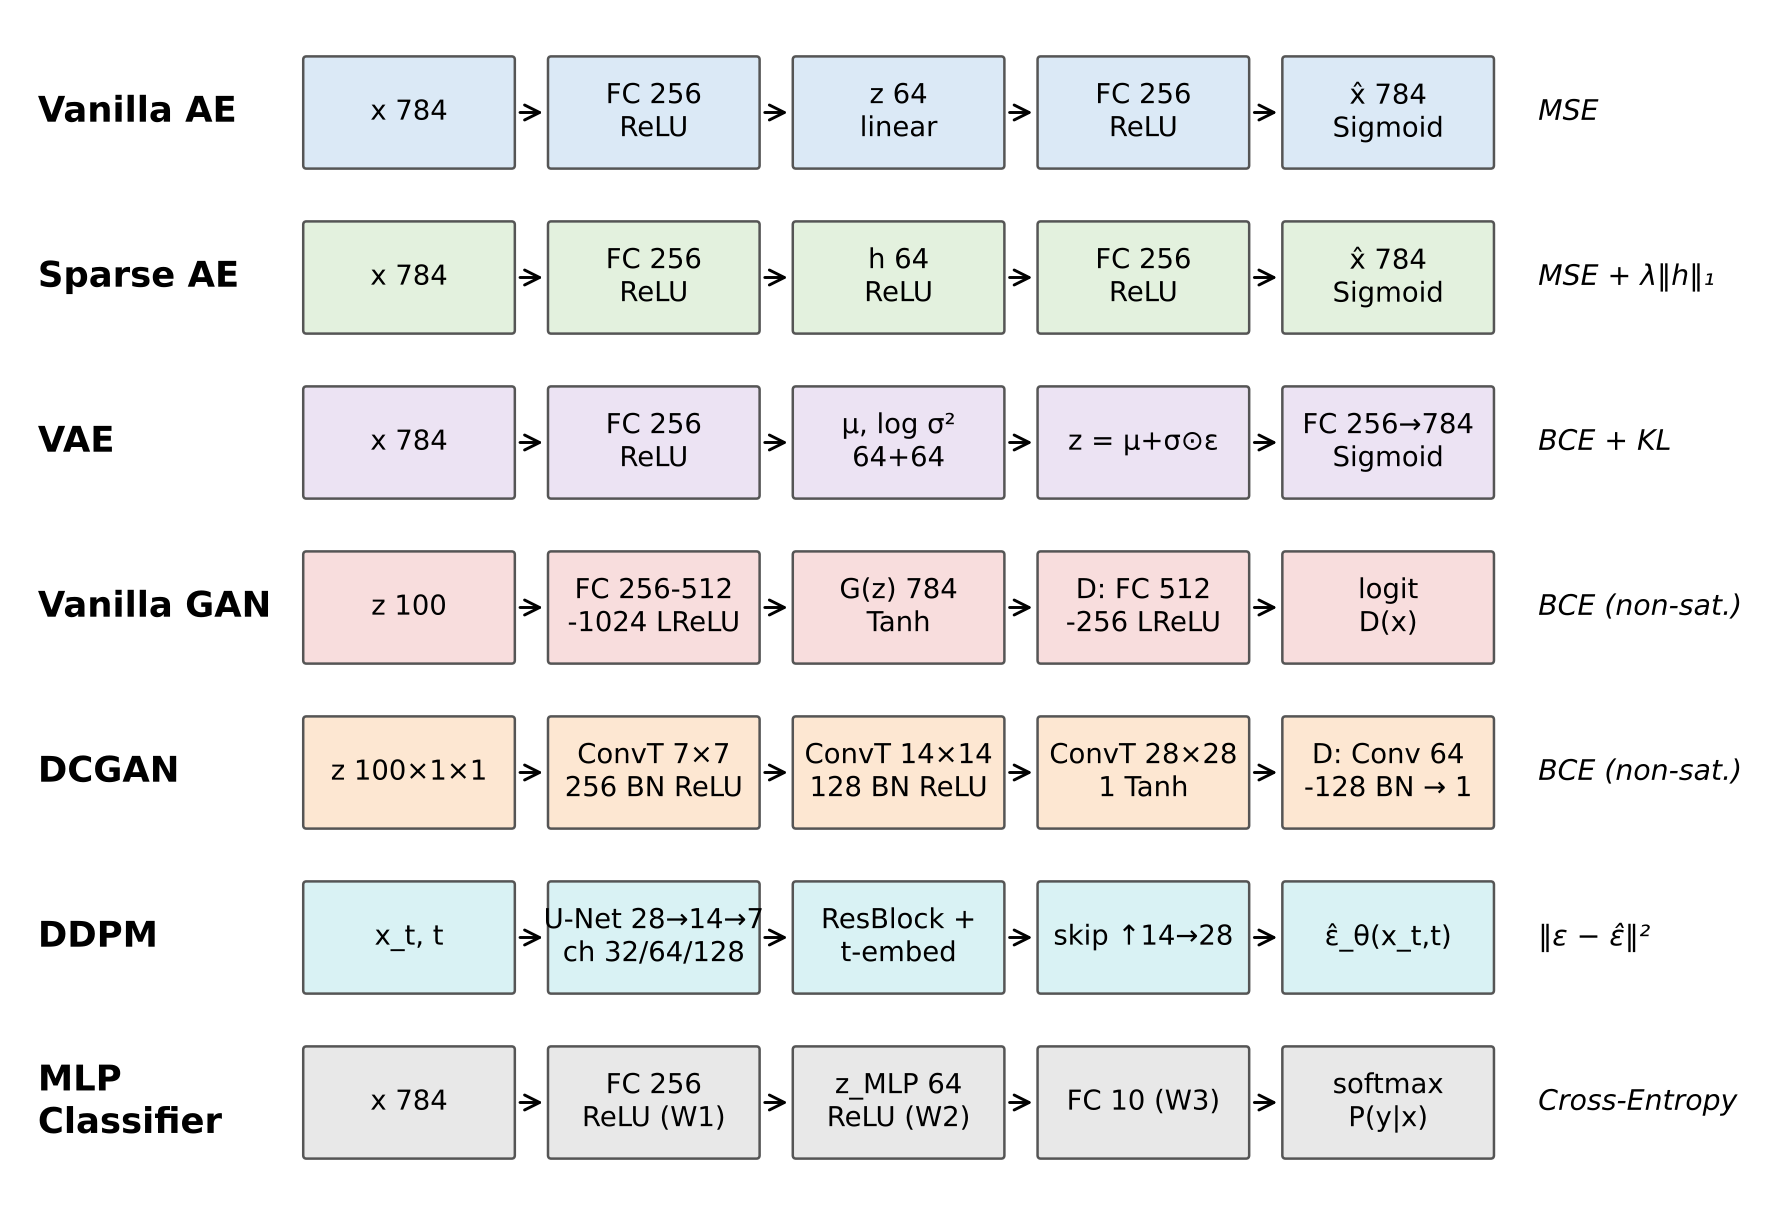 Vanilla AE
x 784
FC 256
ReLU
z 64
linear
FC 256
ReLU
x̂ 784
Sigmoid
MSE
Sparse AE
x 784
FC 256
ReLU
h 64
ReLU
FC 256
ReLU
x̂ 784
Sigmoid
MSE + λ‖h‖₁
VAE
x 784
FC 256
ReLU
μ, log σ²
64+64
z = μ+σ⊙ε
FC 256→784
Sigmoid
BCE + KL
Vanilla GAN
z 100
FC 256-512
-1024 LReLU
G(z) 784
Tanh
D: FC 512
-256 LReLU
logit
D(x)
BCE (non-sat.)
DCGAN
z 100×1×1
ConvT 7×7
256 BN ReLU
ConvT 14×14
128 BN ReLU
ConvT 28×28
1 Tanh
D: Conv 64
-128 BN → 1
BCE (non-sat.)
DDPM
x_t, t
U-Net 28→14→7
ch 32/64/128
ResBlock +
t-embed
skip ↑14→28
ε̂_θ(x_t,t)
‖ε − ε̂‖²
MLP
Classifier
x 784
FC 256
ReLU (W1)
z_MLP 64
ReLU (W2)
FC 10 (W3)
softmax
P(y|x)
Cross-Entropy